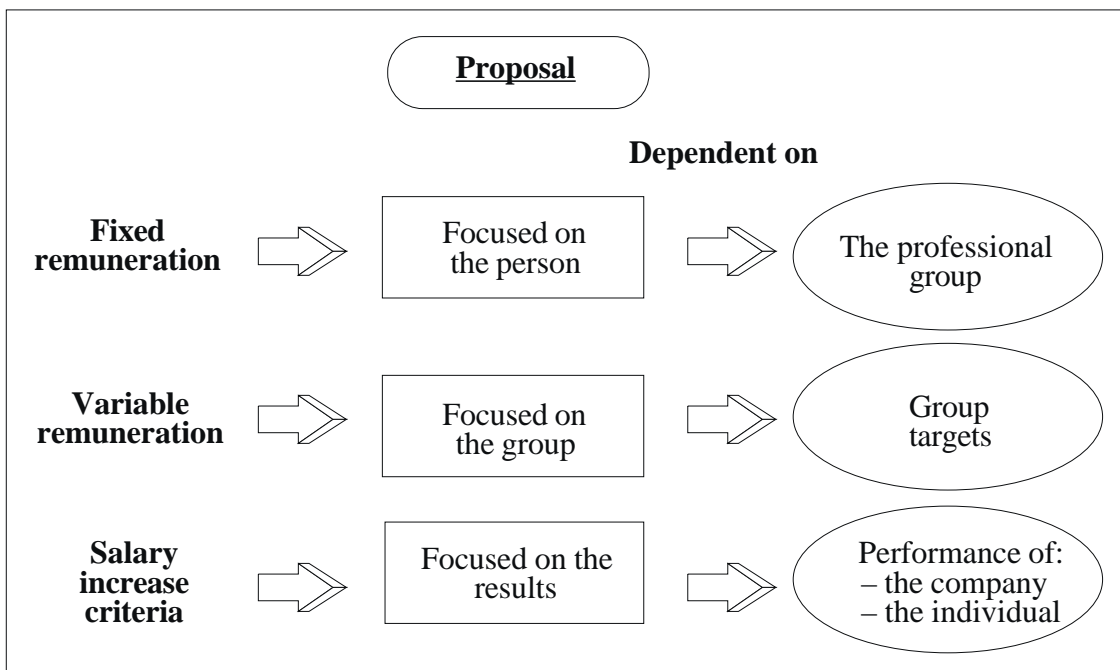 Proposal
Dependent on
Fixed
remuneration
Focused on
the person
The professional
group
Variable
remuneration
Focused on
the group
Group
targets
Salary
increase
criteria
Focused on the
results
Performance of:
– the company
– the individual